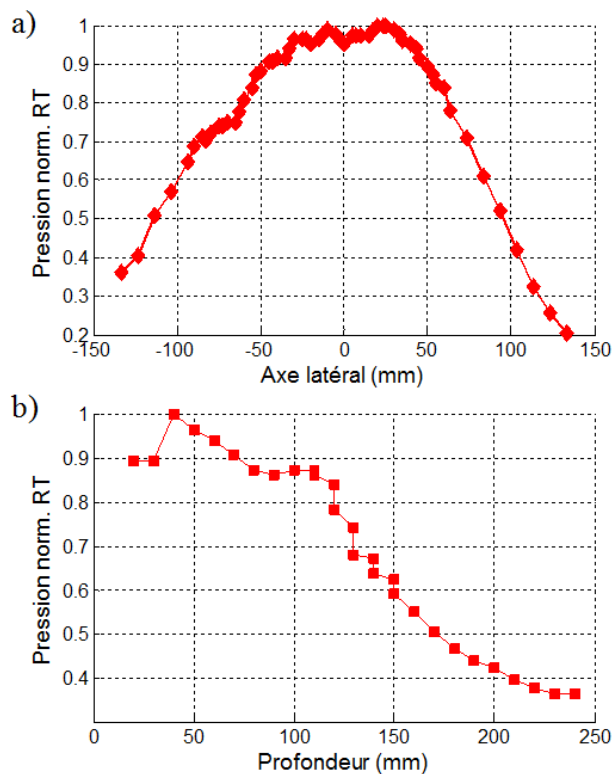 a)
Pression norm. RT
1
0.9
0.8
0.7
0.6
0.5
0.4
0.3
0.2
-150 -100 -50 0 50 100 150
Axe latéral (mm)
b)
Pression norm. RT
1
0.9
0.8
0.7
0.6
0.5
0.4
0 50 100 150 200 250
Profondeur (mm)